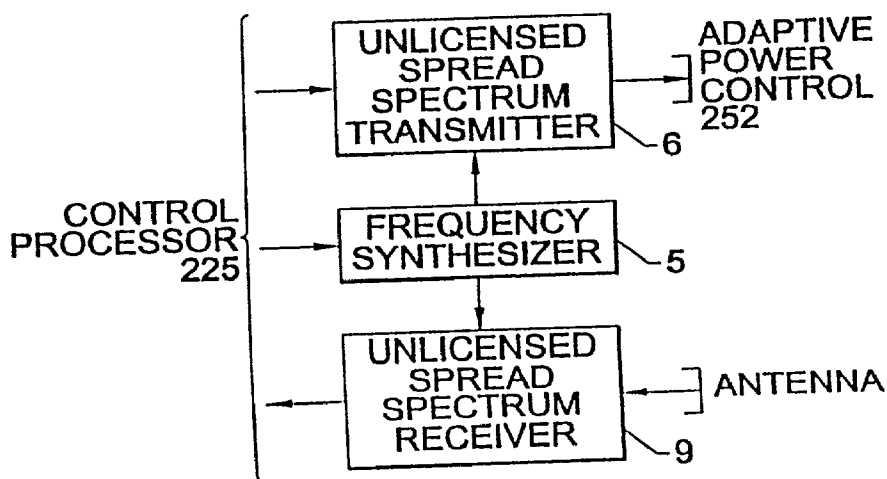 UNLICENSED
SPREAD
SPECTRUM
TRANSMITTER
6
ADAPTIVE
POWER
CONTROL
252
CONTROL
PROCESSOR
225
FREQUENCY
SYNTHESIZER
5
UNLICENSED
SPREAD
SPECTRUM
RECEIVER
9
ANTENNA